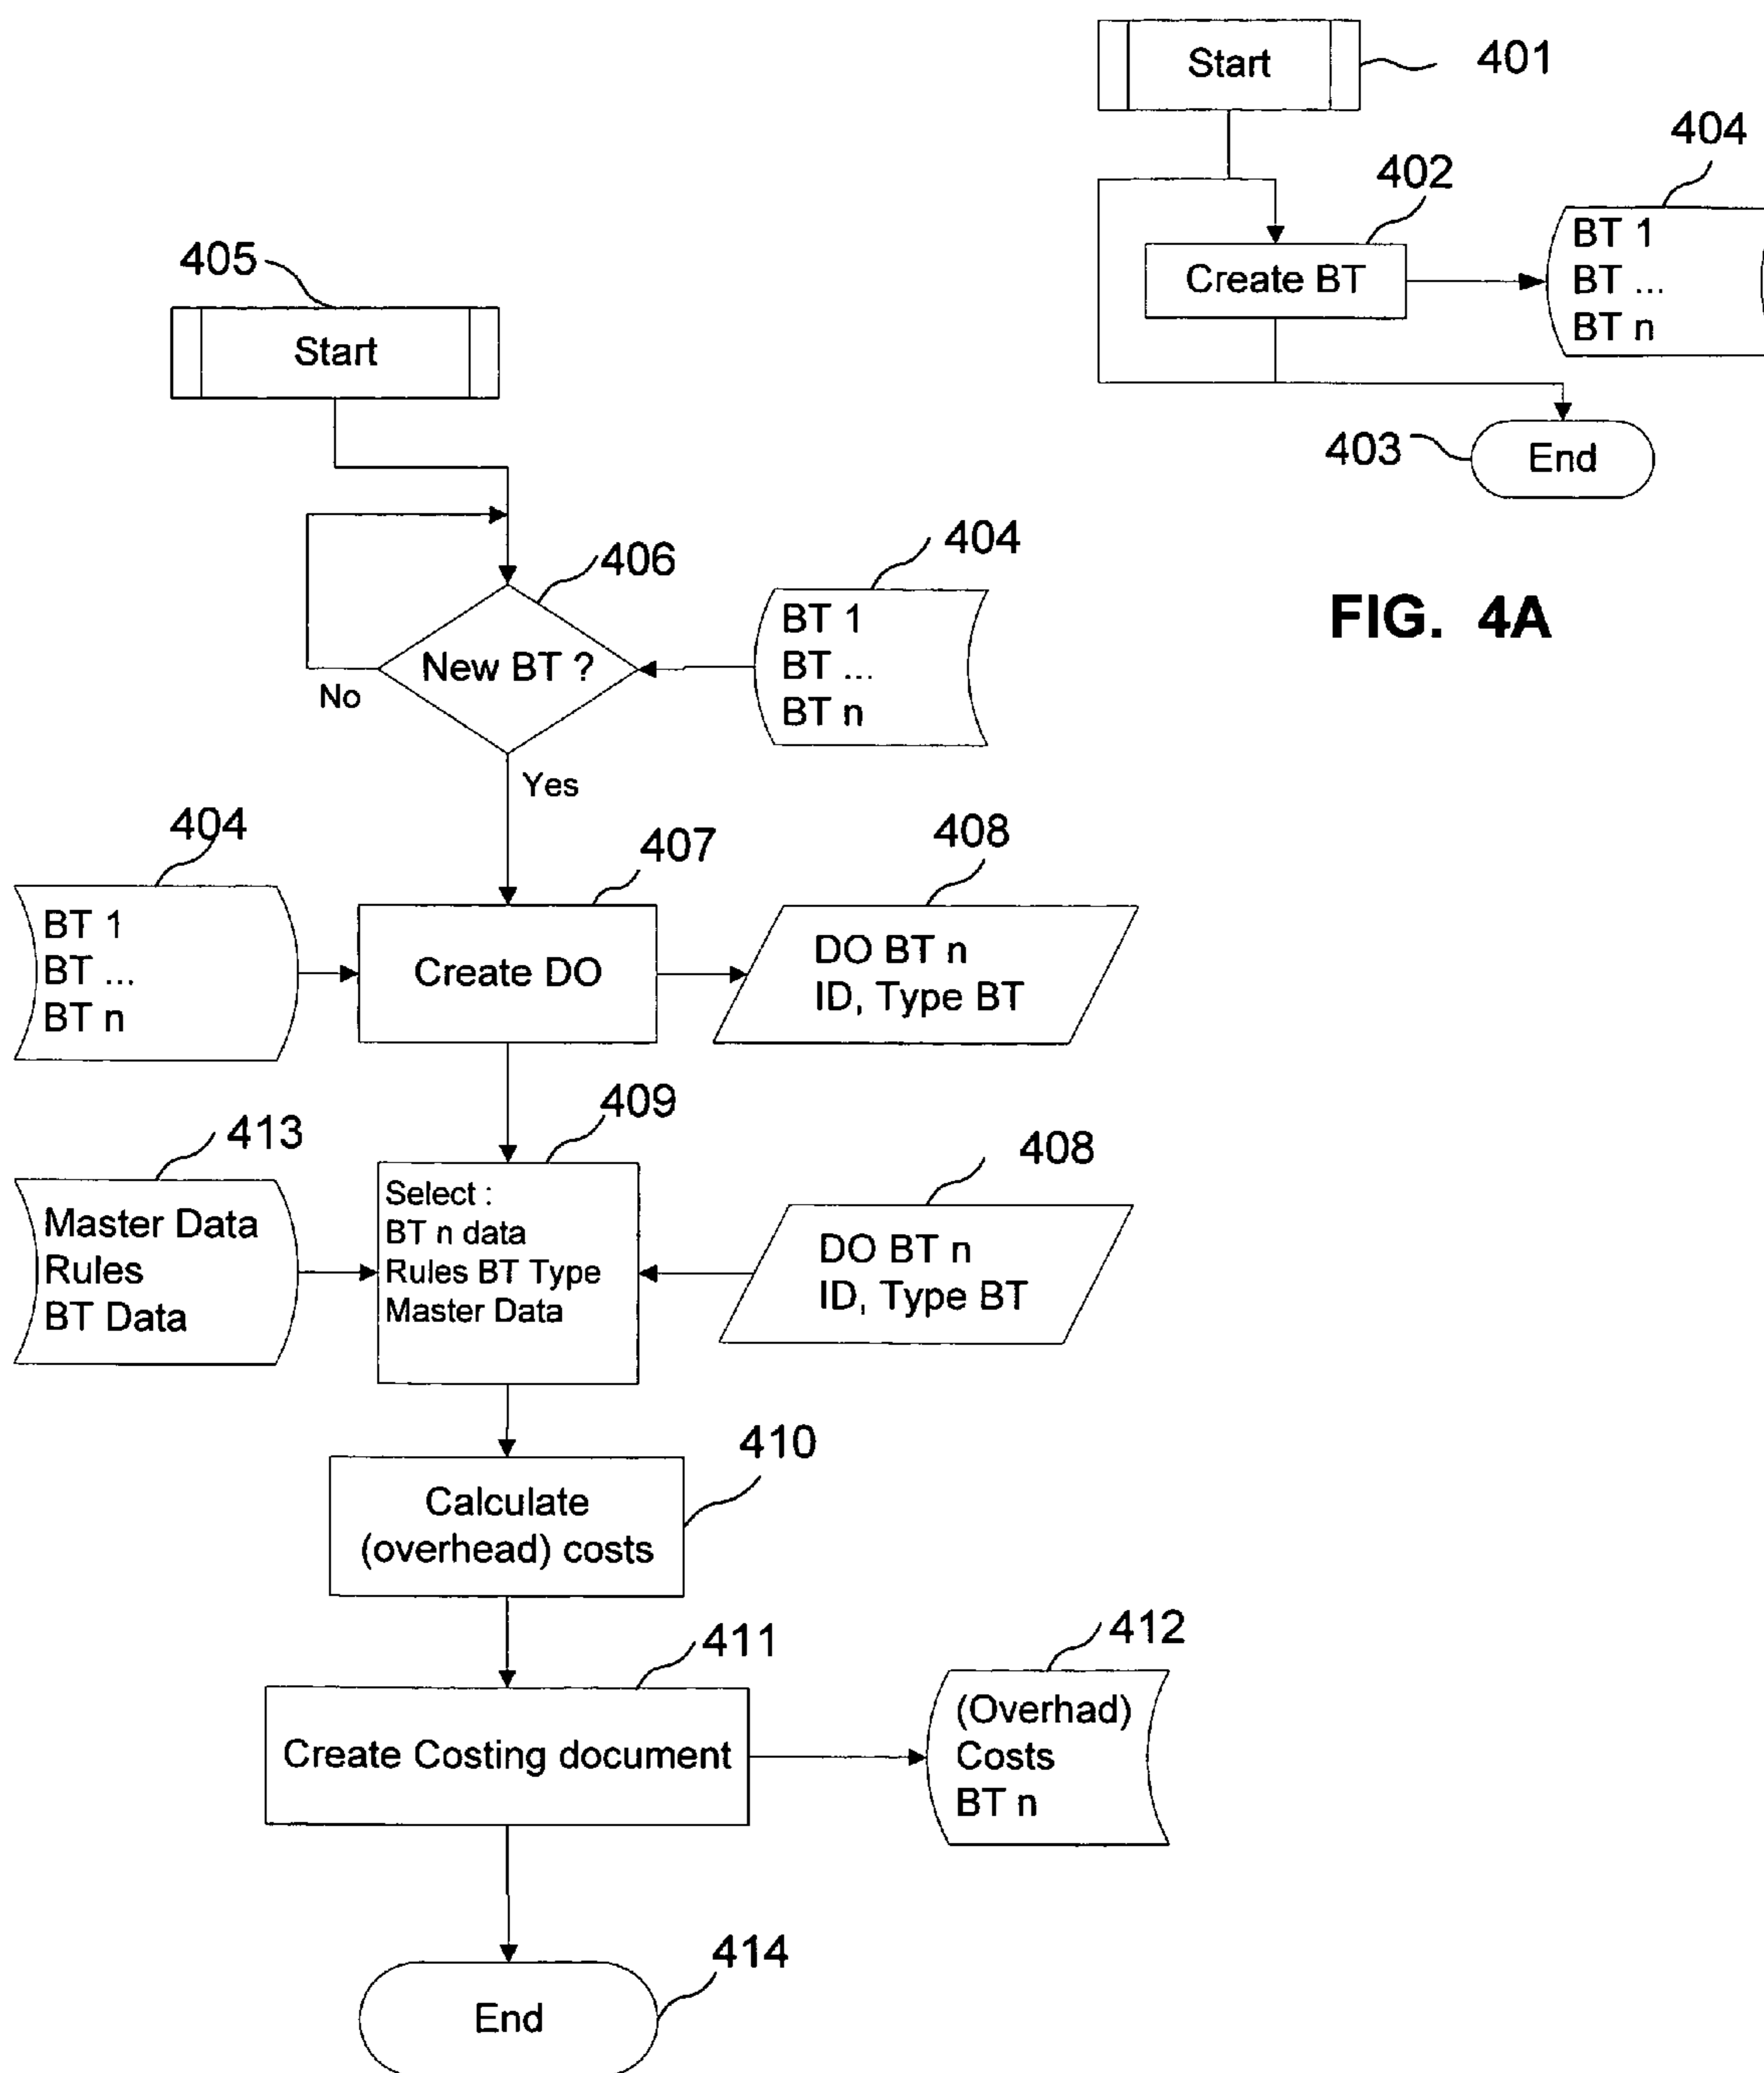 Start
401
404
402
BT 1
BT ...
BT n
Create BT
403
End
FIG. 4A
405
Start
406
404
New BT ?
BT 1
BT ...
BT n
No
Yes
404
407
408
BT 1
BT ...
BT n
Create DO
DO BT n
ID, Type BT
413
409
408
Master Data
Rules
BT Data
Select :
BT n data
Rules BT Type
Master Data
DO BT n
ID, Type BT
410
Calculate
(overhead) costs
411
412
Create Costing document
(Overhad)
Costs
BT n
414
End